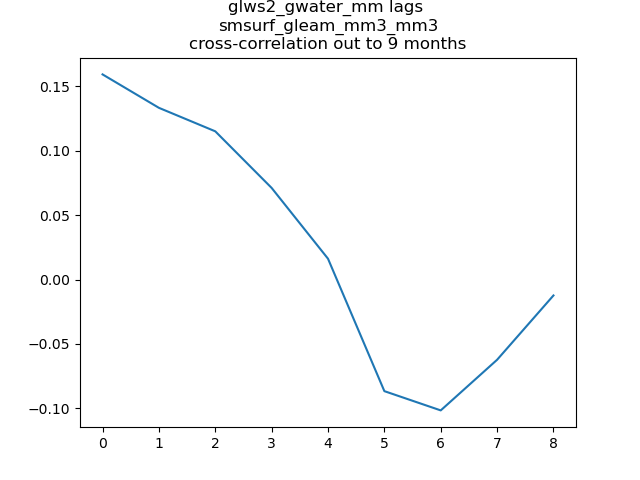 glws2_gwater_mm lags
smsurf_gleam_mm3_mm3
cross-correlation out to 9 months
0.15
0.10
0.05
0.00
−0.05
−0.10
0 1 2 3 4 5 6 7 8